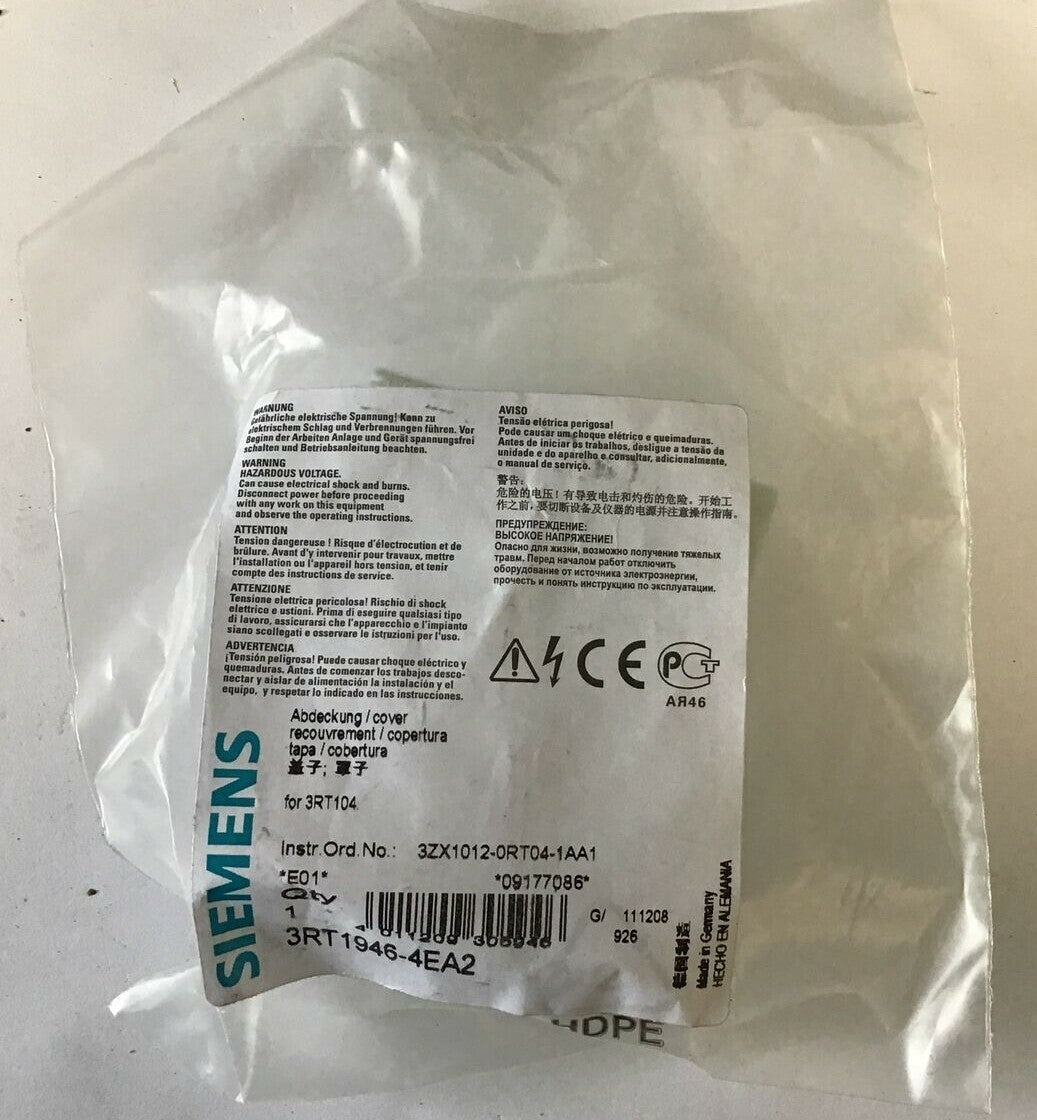 WARNUNG
Gefährliche elektrische Spannung! Kann zu
elektrischem Schlag und Verbrennungen führen. Vor
Beginn der Arbeiten Anlage und Gerät spannungsfrei
schalten und Betriebsanleitung beachten.
WARNING
HAZARDOUS VOLTAGE.
Can cause electrical shock and burns.
Disconnect power before proceeding
with any work on this equipment
and observe the operating instructions.
ATTENTION
Tension dangereuse ! Risque d'électrocution et de
brûlure. Avant d'y intervenir pour travaux, mettre
l'installation ou l'appareil hors tension, et tenir
compte des instructions de service.
ATTENZIONE
Tensione elettrica pericolosa! Rischio di shock
elettrico e ustioni. Prima di eseguire qualsiasi tipo
di lavoro, assicurarsi che l'apparecchio e l'impianto
siano scollegati e osservare le istruzioni per l'uso.
ADVERTENCIA
¡Tensión peligrosa! Puede causar choque eléctrico y
quemaduras. Antes de comenzar los trabajos desco-
nectar y aislar de alimentación la instalación y el
equipo, y respetar lo indicado en las instrucciones.
AVISO
Tensão elétrica perigosa!
Pode causar um choque elétrico e queimaduras.
Antes de iniciar os trabalhos, desligue a tensão da
unidade e do aparelho e consultar, adicionalmente,
o manual de serviço.
警告:
危险的电压!有导致电击和灼伤的危险。开始工
作之前,要切断设备及仪器的电源并注意操作指南。
ПРЕДУПРЕЖДЕНИЕ:
ВЫСОКОЕ НАПРЯЖЕНИЕ!
Опасно для жизни, возможно получение тяжелых
травм. Перед началом работ отключить
оборудование от источника электроэнергии,
прочесть и понять инструкцию по эксплуатации.
CE РСТ
АЯ46
SIEMENS
Abdeckung / cover
recouvrement / copertura
tapa / cobertura
盖子; 罩子
for 3RT104
Instr.Ord.No.: 3ZX1012-0RT04-1AA1
*E01* *09177086*
Qty
1
G/ 111208
926
3RT1946-4EA2
德国制造
Made in Germany
HECHO EN ALEMANIA
HDPE